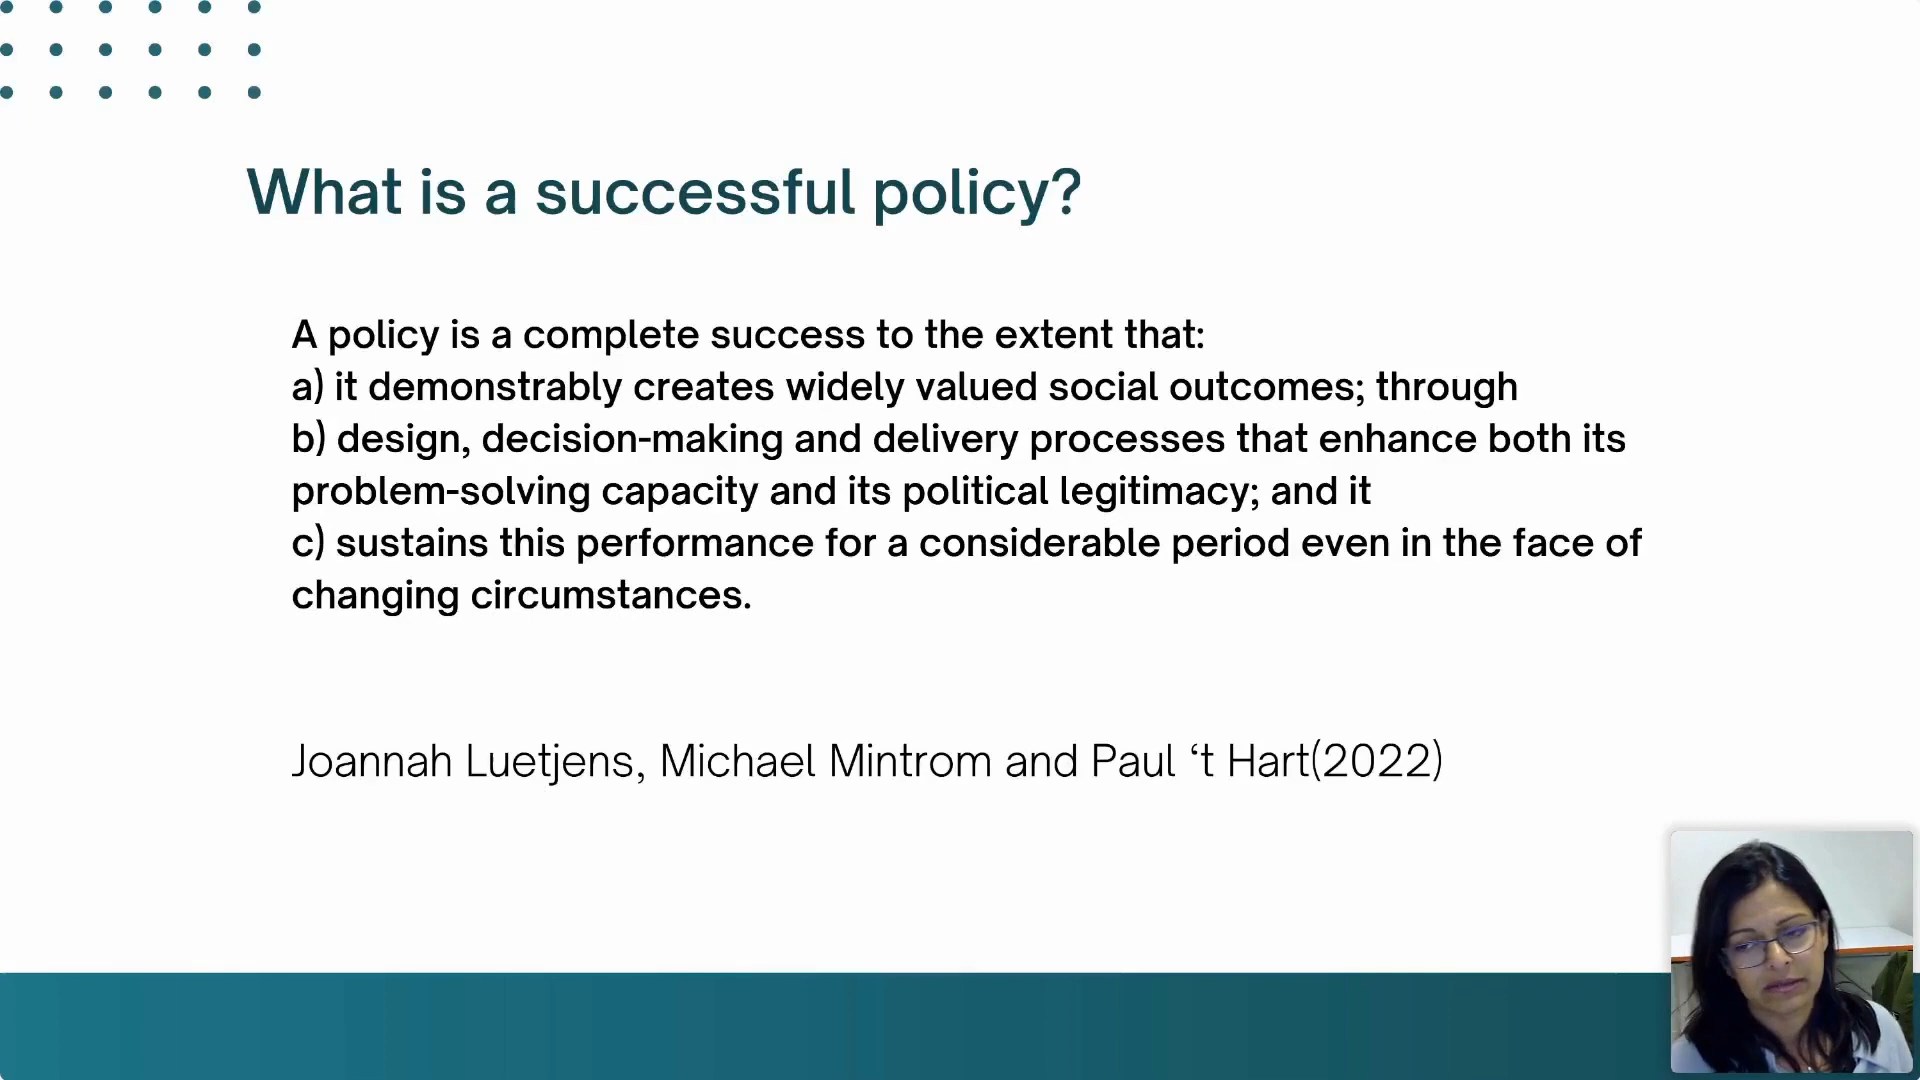 What is a successful policy?
A policy is a complete success to the extent that:
a) it demonstrably creates widely valued social outcomes; through
b) design, decision-making and delivery processes that enhance both its
problem-solving capacity and its political legitimacy; and it
c) sustains this performance for a considerable period even in the face of
changing circumstances.
Joannah Luetjens, Michael Mintrom and Paul ‘t Hart(2022)